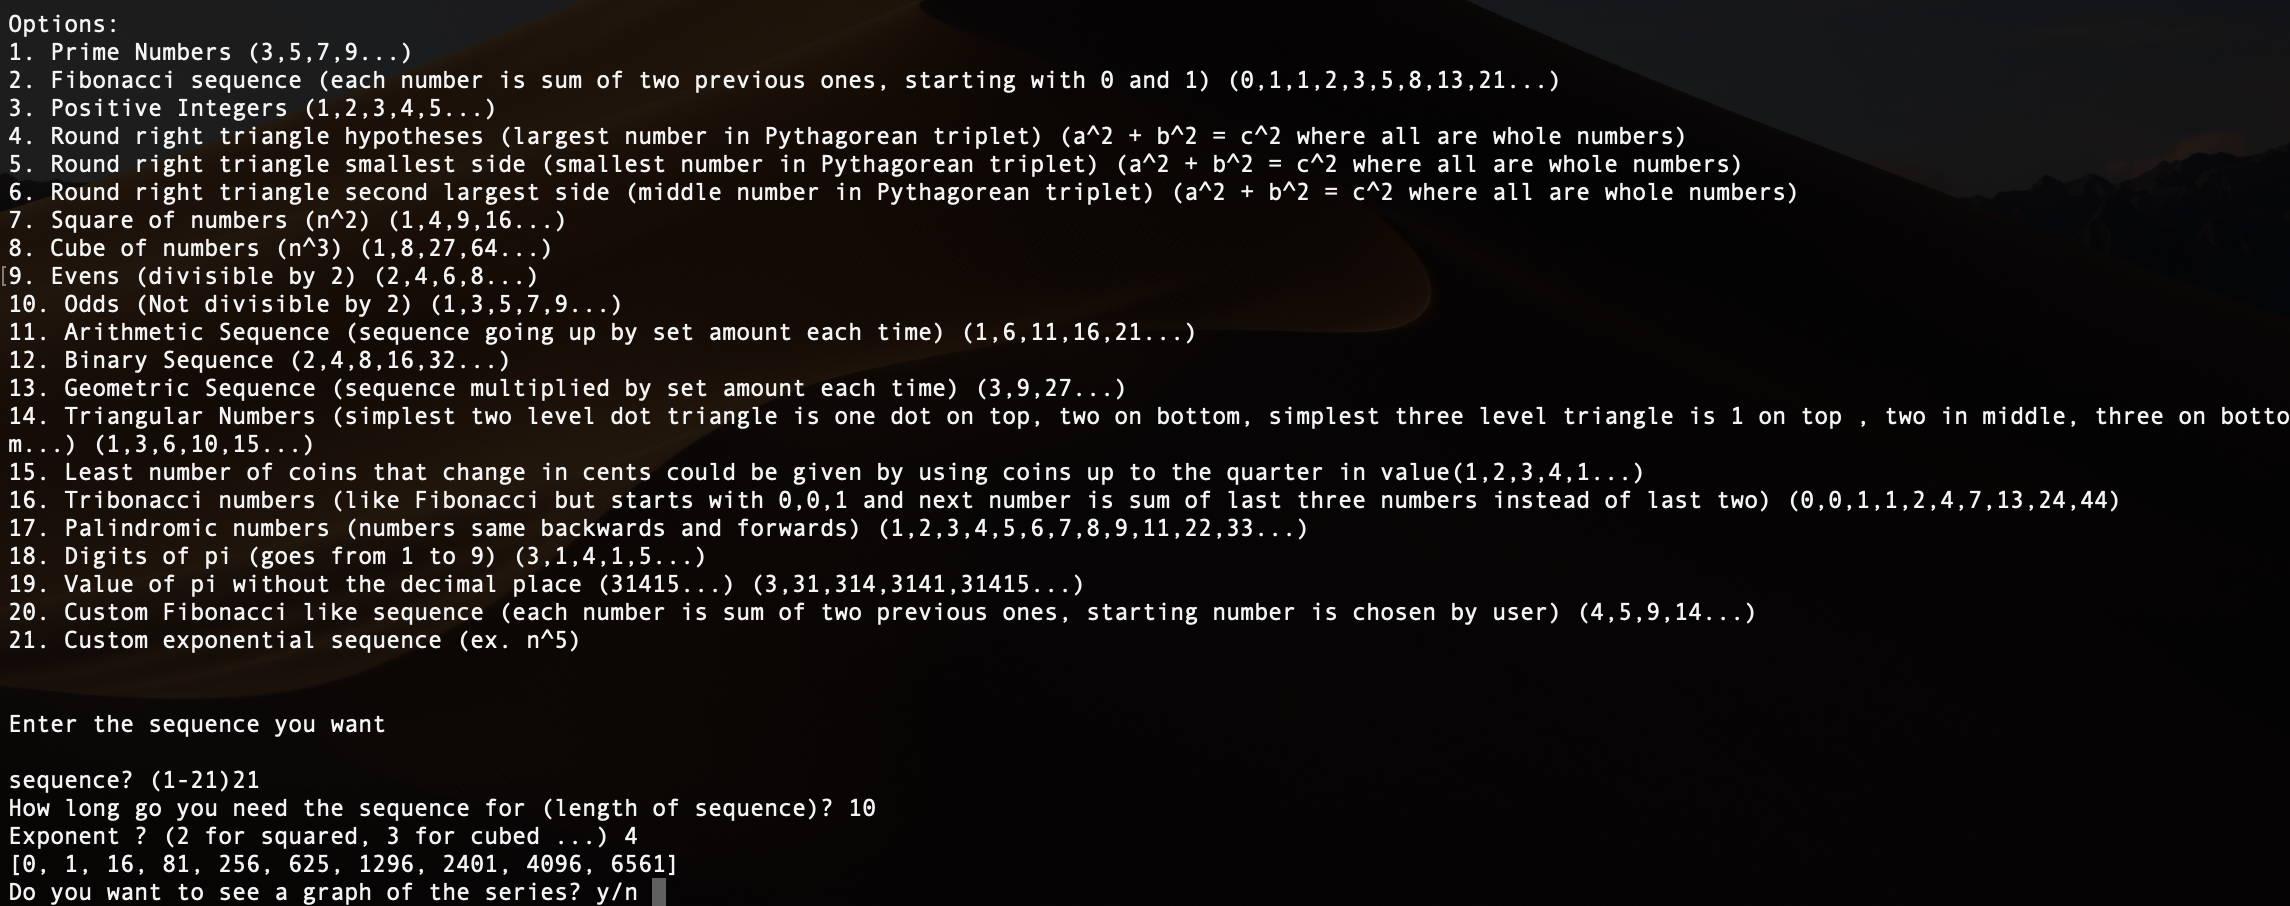 Options:
1. Prime Numbers (3,5,7,9...)
2. Fibonacci sequence (each number is sum of two previous ones, starting with 0 and 1) (0,1,1,2,3,5,8,13,21...)
3. Positive Integers (1,2,3,4,5...)
4. Round right triangle hypotheses (largest number in Pythagorean triplet) (a^2 + b^2 = c^2 where all are whole numbers)
5. Round right triangle smallest side (smallest number in Pythagorean triplet) (a^2 + b^2 = c^2 where all are whole numbers)
6. Round right triangle second largest side (middle number in Pythagorean triplet) (a^2 + b^2 = c^2 where all are whole numbers)
7. Square of numbers (n^2) (1,4,9,16...)
8. Cube of numbers (n^3) (1,8,27,64...)
[9. Evens (divisible by 2) (2,4,6,8...)
10. Odds (Not divisible by 2) (1,3,5,7,9...)
11. Arithmetic Sequence (sequence going up by set amount each time) (1,6,11,16,21...)
12. Binary Sequence (2,4,8,16,32...)
13. Geometric Sequence (sequence multiplied by set amount each time) (3,9,27...)
14. Triangular Numbers (simplest two level dot triangle is one dot on top, two on bottom, simplest three level triangle is 1 on top , two in middle, three on botto
m...) (1,3,6,10,15...)
15. Least number of coins that change in cents could be given by using coins up to the quarter in value(1,2,3,4,1...)
16. Tribonacci numbers (like Fibonacci but starts with 0,0,1 and next number is sum of last three numbers instead of last two) (0,0,1,1,2,4,7,13,24,44)
17. Palindromic numbers (numbers same backwards and forwards) (1,2,3,4,5,6,7,8,9,11,22,33...)
18. Digits of pi (goes from 1 to 9) (3,1,4,1,5...)
19. Value of pi without the decimal place (31415...) (3,31,314,3141,31415...)
20. Custom Fibonacci like sequence (each number is sum of two previous ones, starting number is chosen by user) (4,5,9,14...)
21. Custom exponential sequence (ex. n^5)
Enter the sequence you want
sequence? (1-21)21
How long go you need the sequence for (length of sequence)? 10
Exponent ? (2 for squared, 3 for cubed ...) 4
[0, 1, 16, 81, 256, 625, 1296, 2401, 4096, 6561]
Do you want to see a graph of the series? y/n